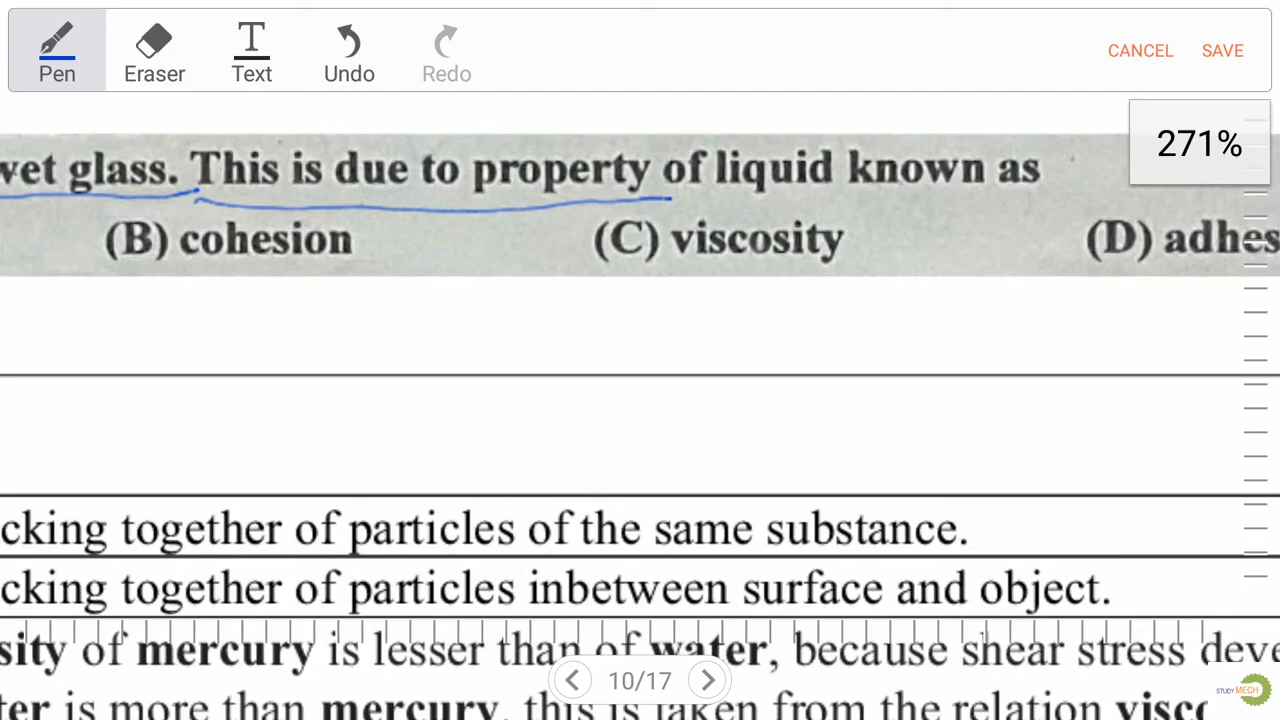 Pen Eraser Text Undo Redo CANCEL SAVE
271%
wet glass. This is due to property of liquid known as
(B) cohesion (C) viscosity (D) adhes
cking together of particles of the same substance.
cking together of particles inbetween surface and object.
sity of mercury is lesser than of water, because shear stress deve
ter is more than mercury, this is taken from the relation visco
10/17
STUDYMECH